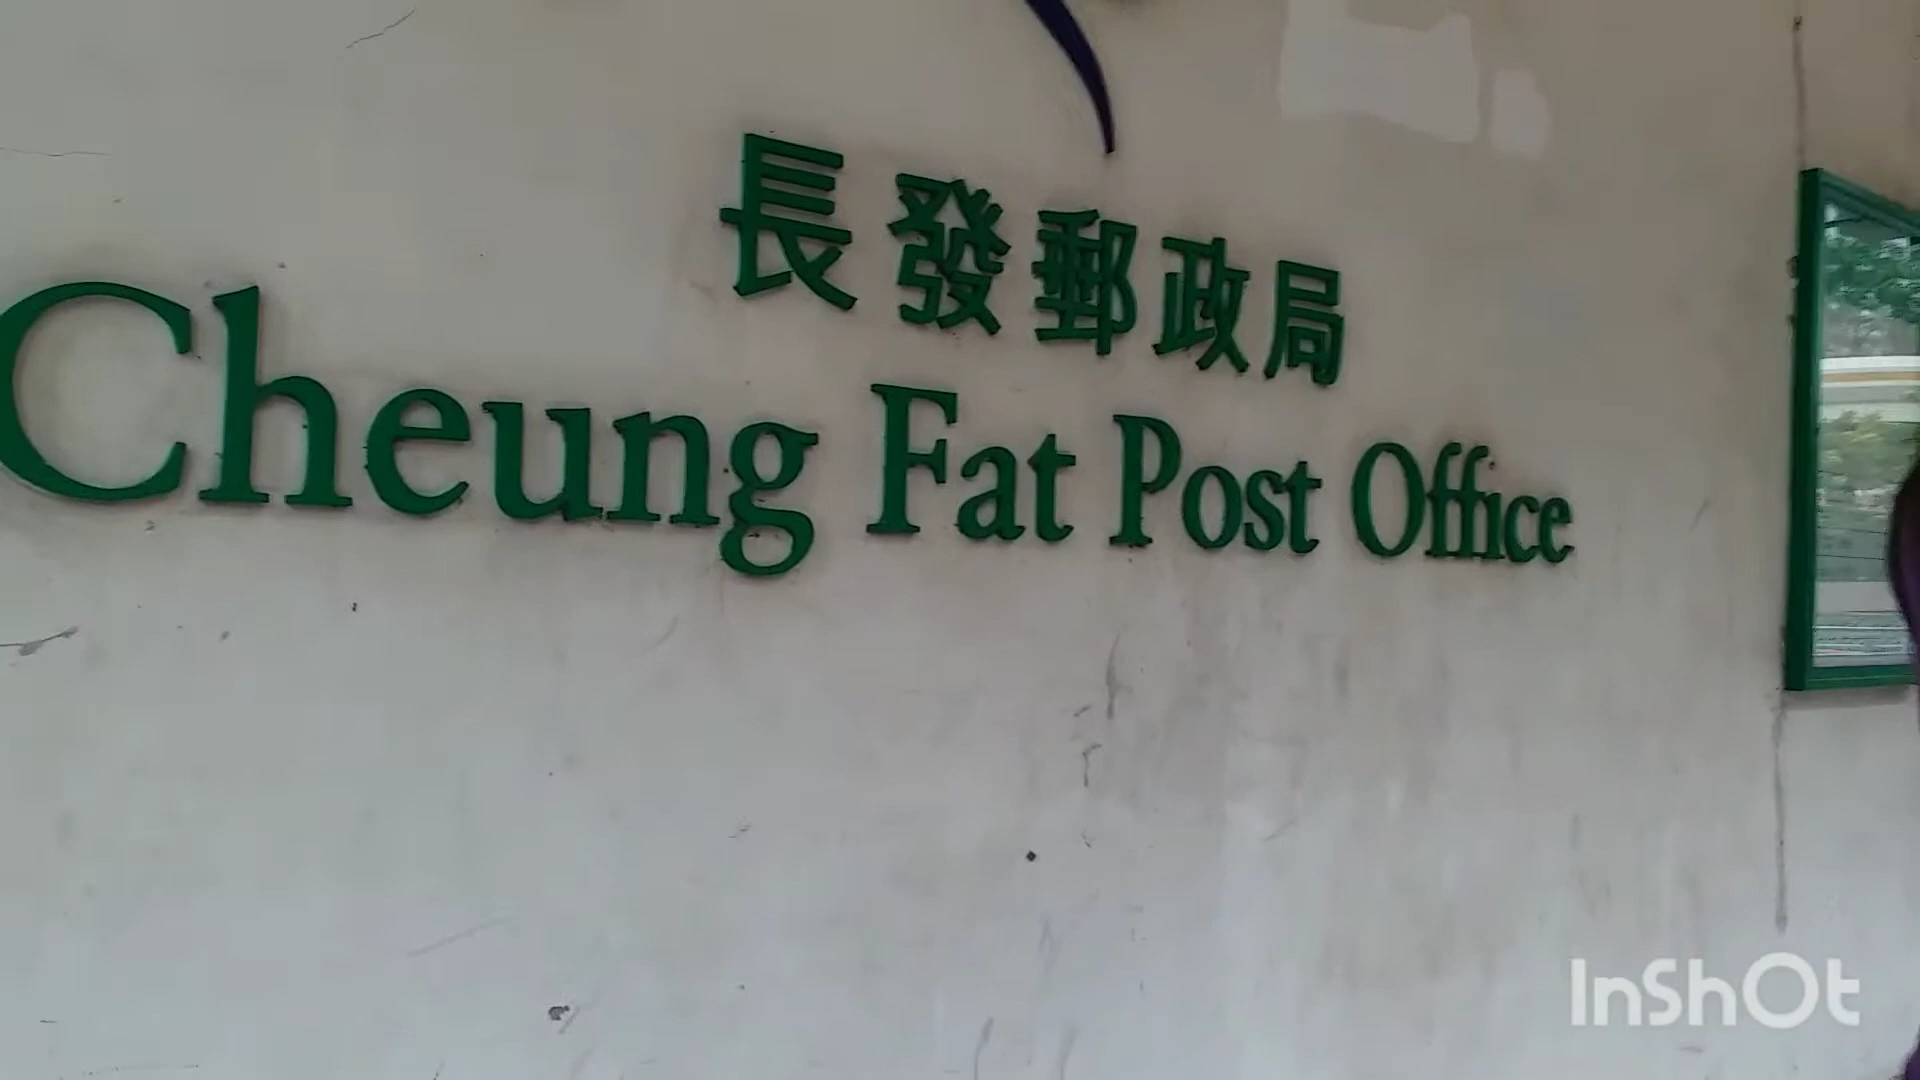 長發郵政局
Cheung Fat Post Office
InShOt